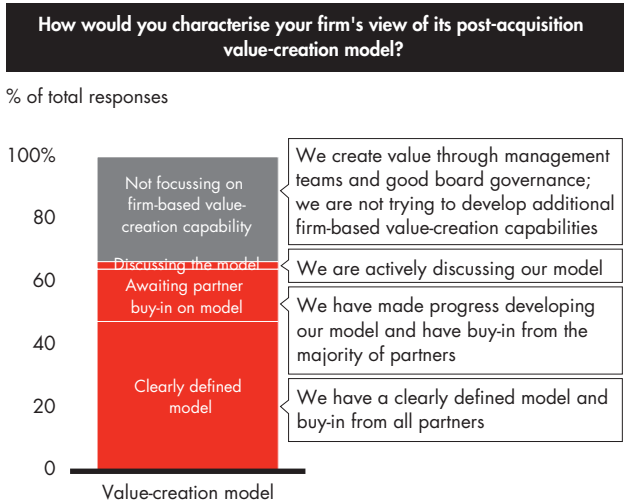 How would you characterise your firm's view of its post-acquisition
value-creation model?
% of total responses
100%
80
60
40
20
0
Not focussing on
firm-based value-
creation capability
Discussing the model
Awaiting partner
buy-in on model
Clearly defined
model
Value-creation model
We create value through management
teams and good board governance;
we are not trying to develop additional
firm-based value-creation capabilities
We are actively discussing our model
We have made progress developing
our model and have buy-in from the
majority of partners
We have a clearly defined model and
buy-in from all partners